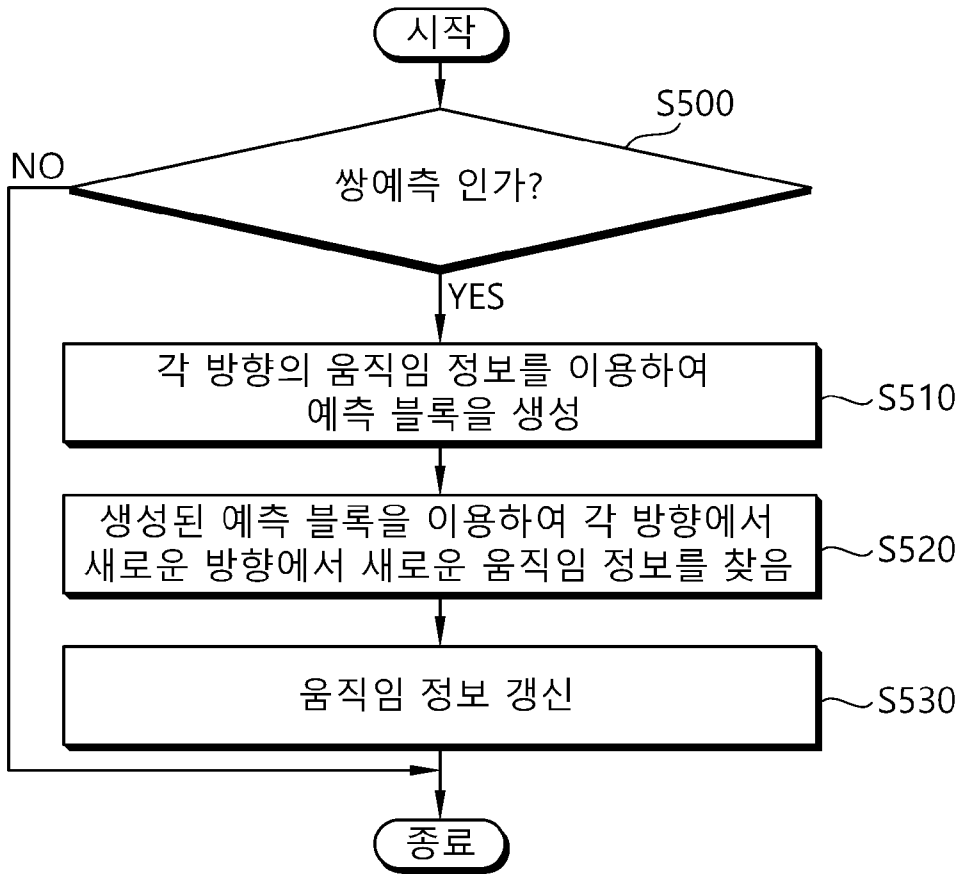 시작
S500
NO
쌍예측 인가?
YES
각 방향의 움직임 정보를 이용하여
예측 블록을 생성
S510
생성된 예측 블록을 이용하여 각 방향에서
새로운 방향에서 새로운 움직임 정보를 찾음
S520
움직임 정보 갱신
S530
종료